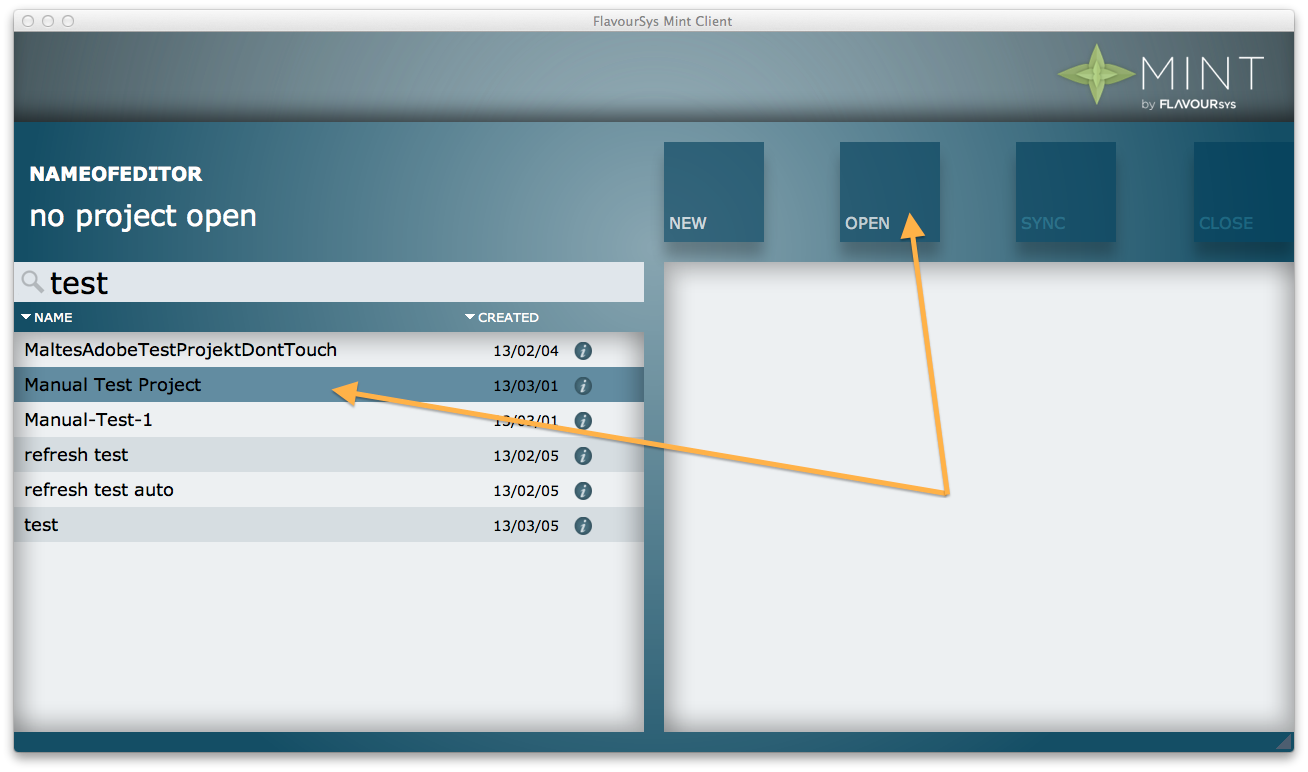 FlavourSys Mint Client
MINT
by FLAVOURsys
NAMEOFEDITOR
no project open
NEW
OPEN
SYNC
CLOSE
test
NAME CREATED
MaltesAdobeTestProjektDontTouch 13/02/04
Manual Test Project 13/03/01
Manual-Test-1 13/03/01
refresh test 13/02/05
refresh test auto 13/02/05
test 13/03/05